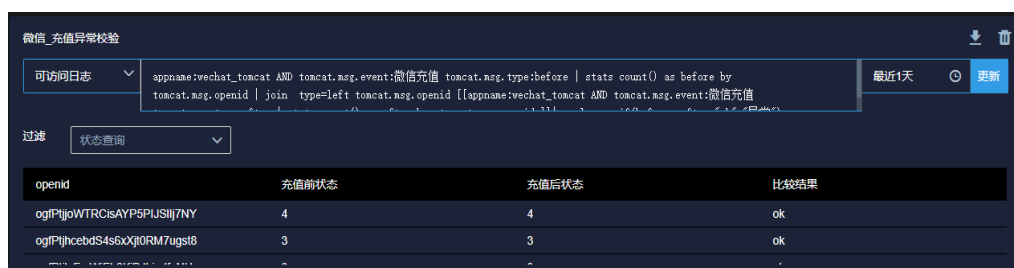 微信_充值异常校验
可访问日志
appname:wechat_tomcat AND tomcat.msg.event:微信充值 tomcat.msg.type:before | stats count() as before by
tomcat.msg.openid | join type=left tomcat.msg.openid [[appname:wechat_tomcat AND tomcat.msg.event:微信充值
最近1天
更新
过滤
状态查询
openid 充值前状态 充值后状态 比较结果
ogfPtjjoWTRCisAYP5PIJSIlj7NY 4 4 ok
ogfPtjhcebdS4s6xXjt0RM7ugst8 3 3 ok